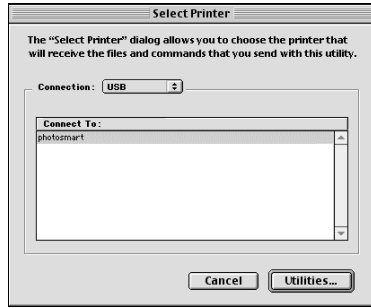 Select Printer
The “Select Printer” dialog allows you to choose the printer that
will receive the files and commands that you send with this utility.
Connection: USB
Connect To:
photosmart
Cancel Utilities...